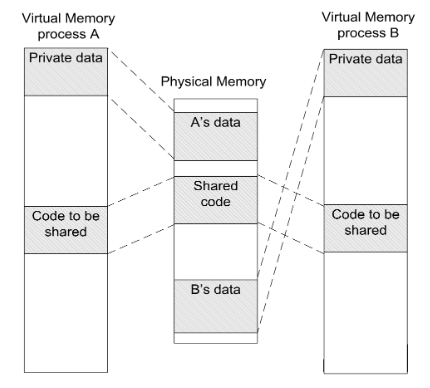 Virtual Memory
process A
Private data
Code to be
shared
Physical Memory
A's data
Shared
code
B's data
Virtual Memory
process B
Private data
Code to be
shared